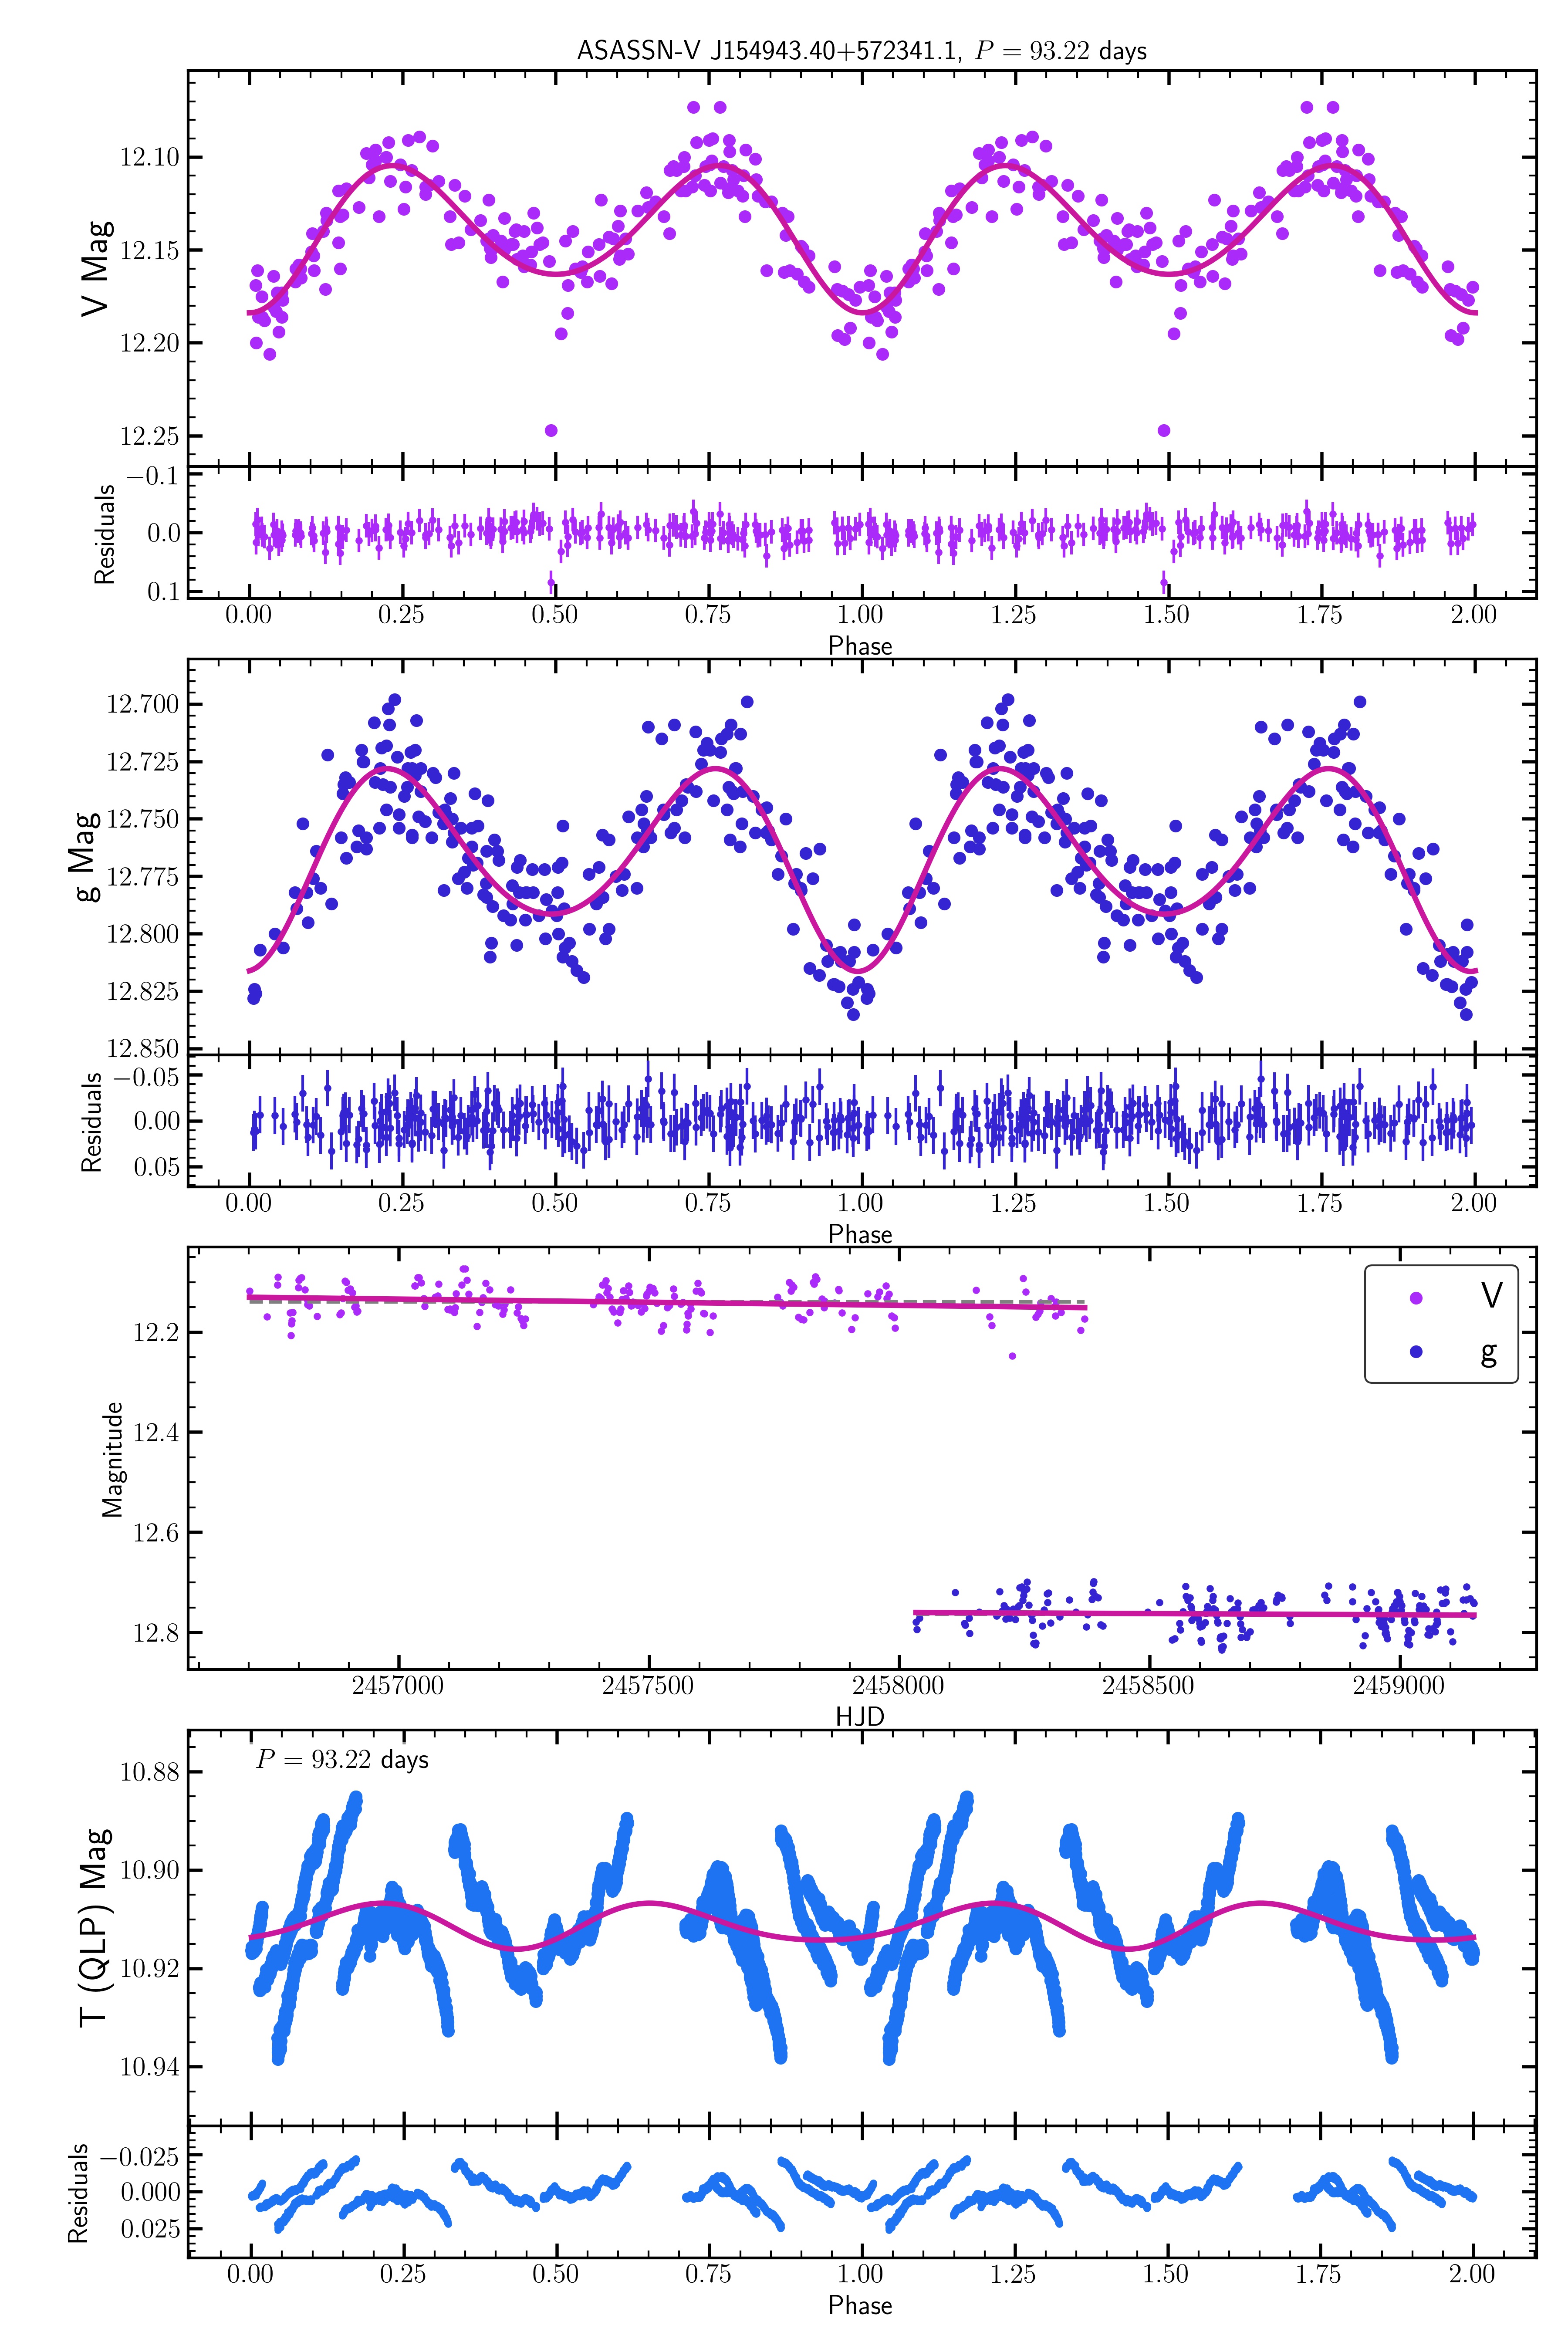 ASASSN-V J154943.40+572341.1, P = 93.22 days
V Mag
12.10
12.15
12.20
12.25
Residuals
−0.1
0.0
0.1
0.00 0.25 0.50 0.75 1.00 1.25 1.50 1.75 2.00
Phase
g Mag
12.700
12.725
12.750
12.775
12.800
12.825
12.850
Residuals
−0.05
0.00
0.05
0.00 0.25 0.50 0.75 1.00 1.25 1.50 1.75 2.00
Phase
Magnitude
12.2
12.4
12.6
12.8
V
g
2457000 2457500 2458000 2458500 2459000
HJD
P = 93.22 days
T (QLP) Mag
10.88
10.90
10.92
10.94
Residuals
−0.025
0.000
0.025
0.00 0.25 0.50 0.75 1.00 1.25 1.50 1.75 2.00
Phase